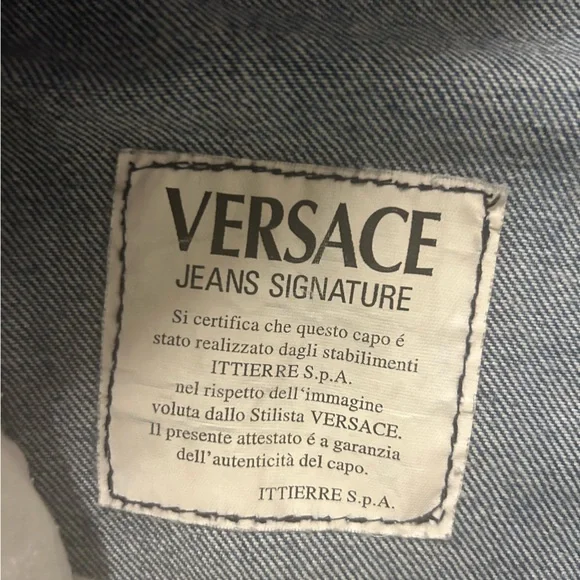 VERSACE
JEANS SIGNATURE
Si certifica che questo capo é
stato realizzato dagli stabilimenti
ITTIERRE S.p.A.
nel rispetto dell'immagine
voluta dallo Stilista VERSACE.
Il presente attestato é a garanzia
dell'autenticità del capo.
ITTIERRE S.p.A.